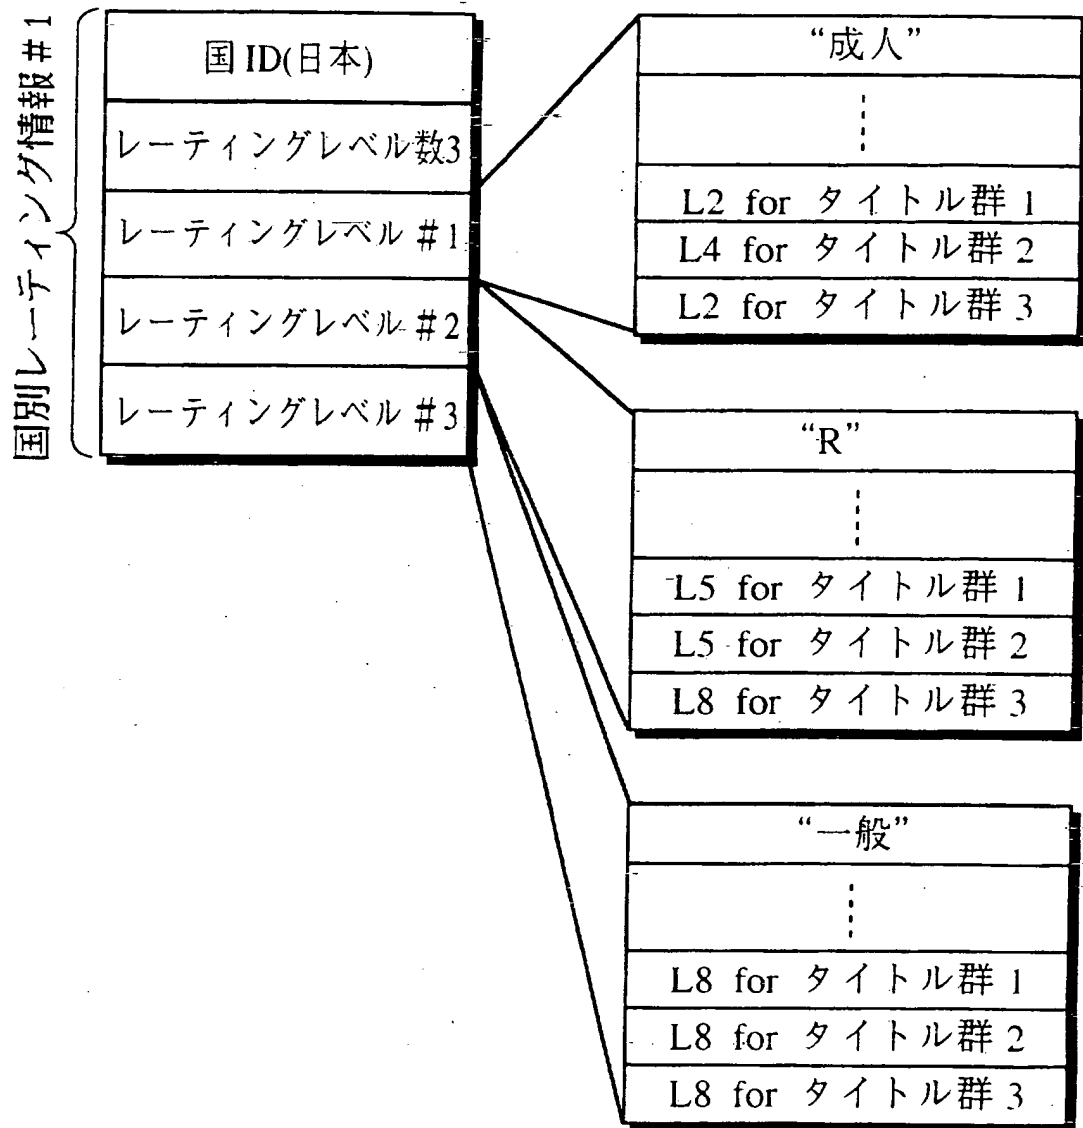 国別レーティング情報＃1
国 ID(日本)
レーティングレベル数3
レーティングレベル ＃1
レーティングレベル ＃2
レーティングレベル ＃3
“成人”
L2 for タイトル群 1
L4 for タイトル群 2
L2 for タイトル群 3
“R”
L5 for タイトル群 1
L5 for タイトル群 2
L8 for タイトル群 3
“一般”
L8 for タイトル群 1
L8 for タイトル群 2
L8 for タイトル群 3